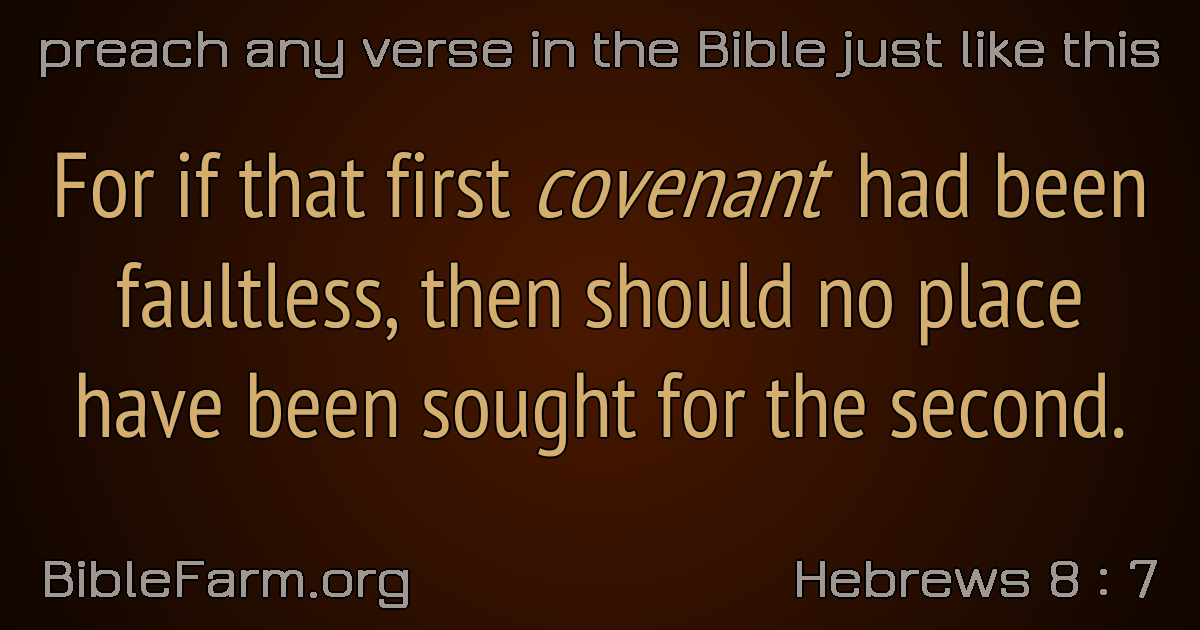 preach any verse in the Bible just like this
For if that first covenant had been
faultless, then should no place
have been sought for the second.
BibleFarm.org
Hebrews 8 : 7